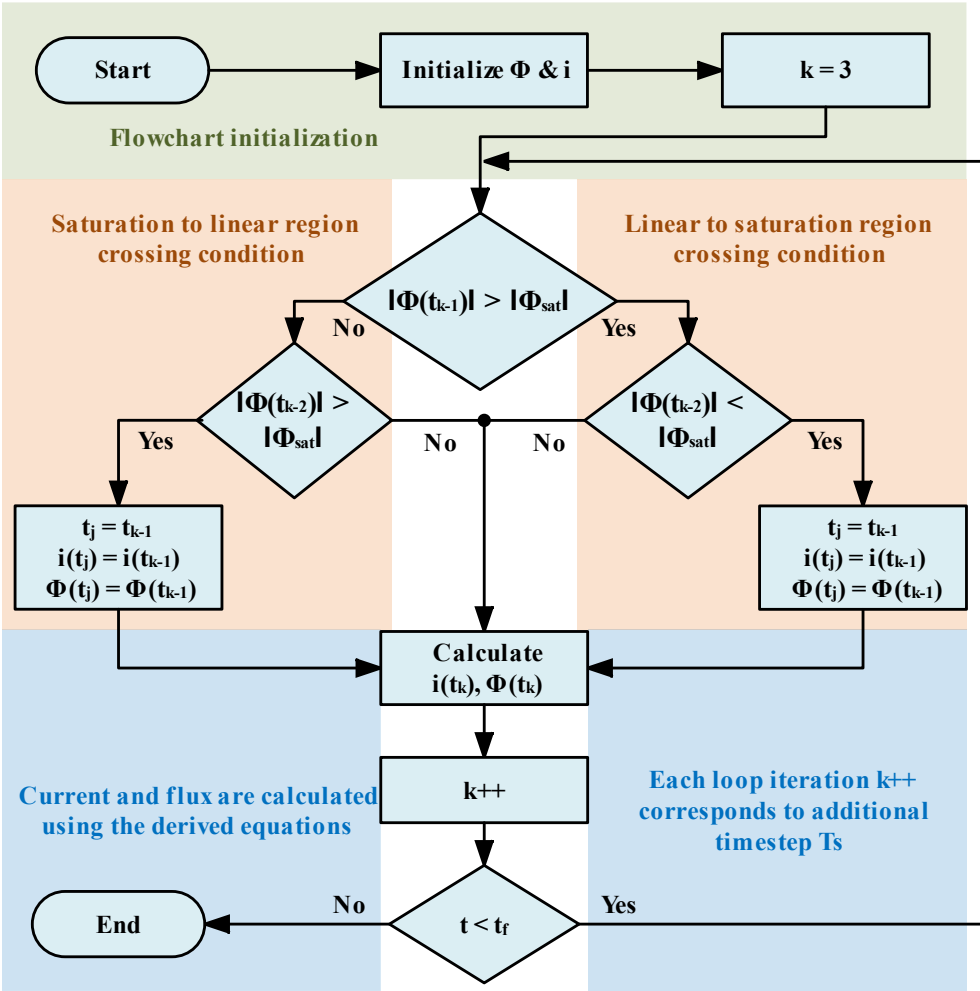 Start
Initialize Φ & i
k = 3
Flowchart initialization
Saturation to linear region
crossing condition
Linear to saturation region
crossing condition
|Φ(tk-1)| > |Φsat|
No
Yes
|Φ(tk-2)| >
|Φsat|
|Φ(tk-2)| <
|Φsat|
Yes
No
No
Yes
tj = tk-1
i(tj) = i(tk-1)
Φ(tj) = Φ(tk-1)
tj = tk-1
i(tj) = i(tk-1)
Φ(tj) = Φ(tk-1)
Calculate
i(tk), Φ(tk)
Current and flux are calculated
using the derived equations
k++
Each loop iteration k++
corresponds to additional
timestep Ts
End
No
t < tf
Yes